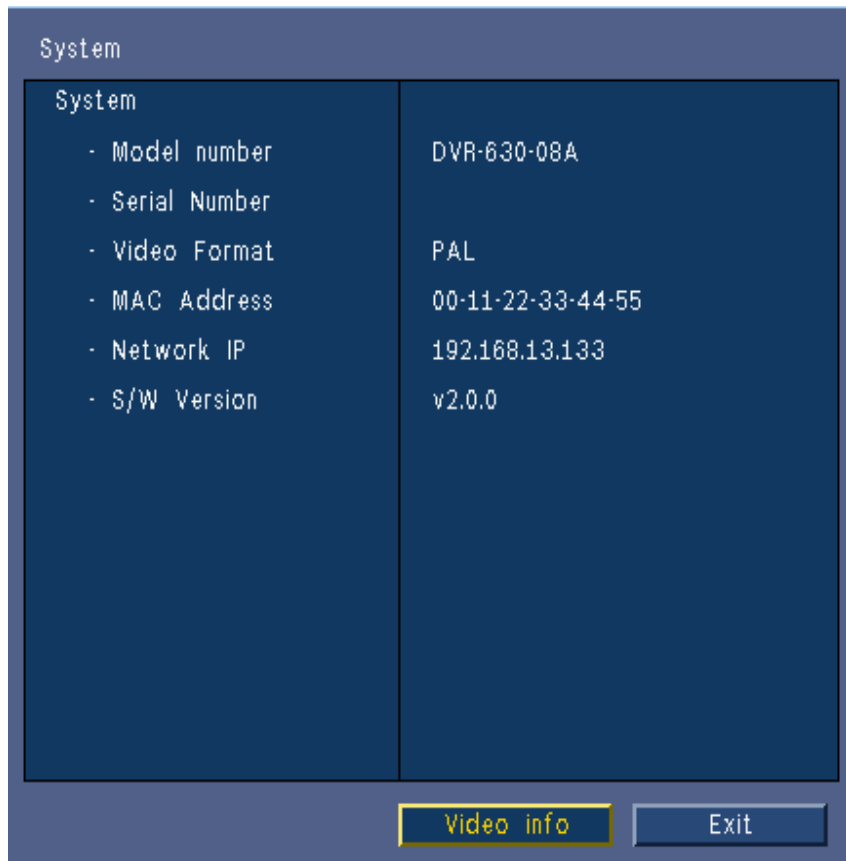 System
System
- Model number DVR-630-08A
- Serial Number
- Video Format PAL
- MAC Address 00-11-22-33-44-55
- Network IP 192.168.13.133
- S/W Version v2.0.0
Video info Exit